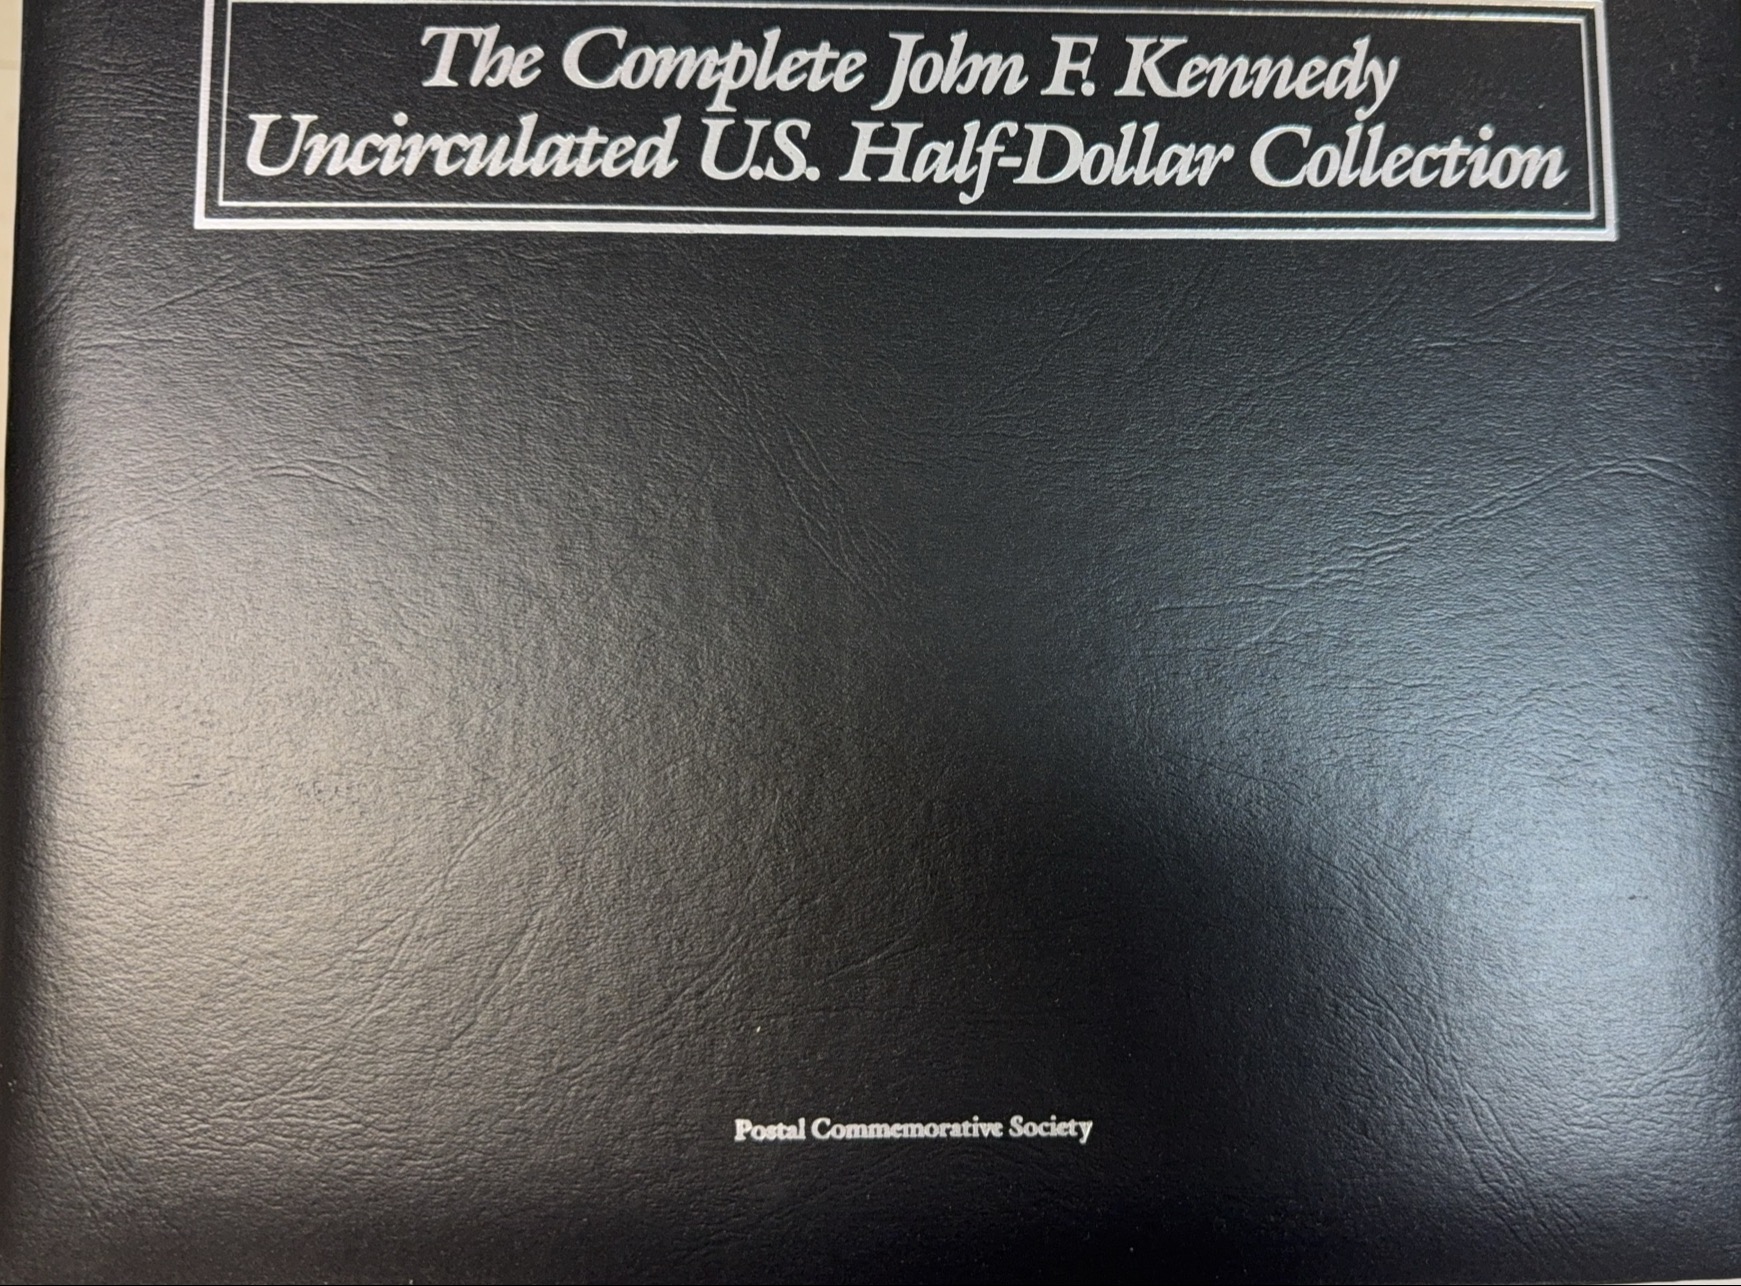 The Complete John F. Kennedy
Uncirculated U.S. Half-Dollar Collection
Postal Commemorative Society